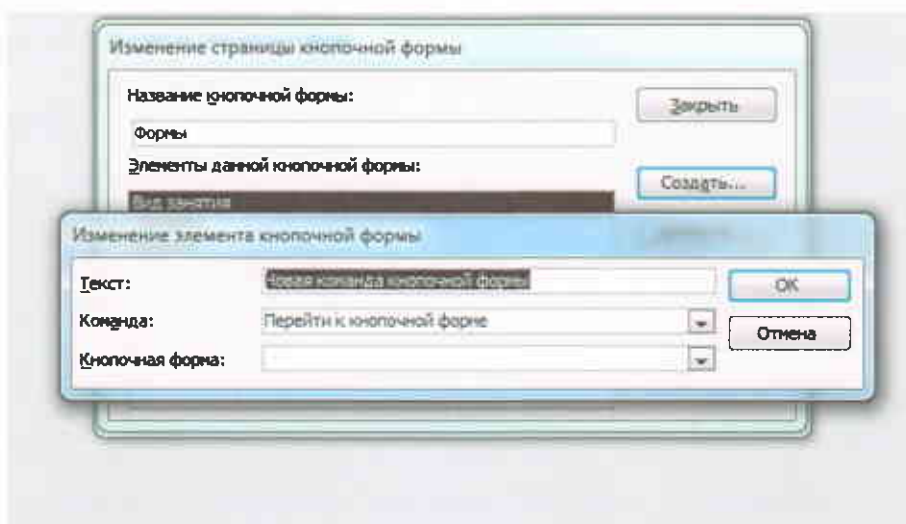 Изменение страницы кнопочной формы
Название кнопочной формы:
Закрыть
Формы
Элементы данной кнопочной формы:
Создать...
Вид занятия
Изменение элемента кнопочной формы
Текст:
Новая команда кнопочной формы
ОК
Команда:
Перейти к кнопочной форме
Отмена
Кнопочная форма: